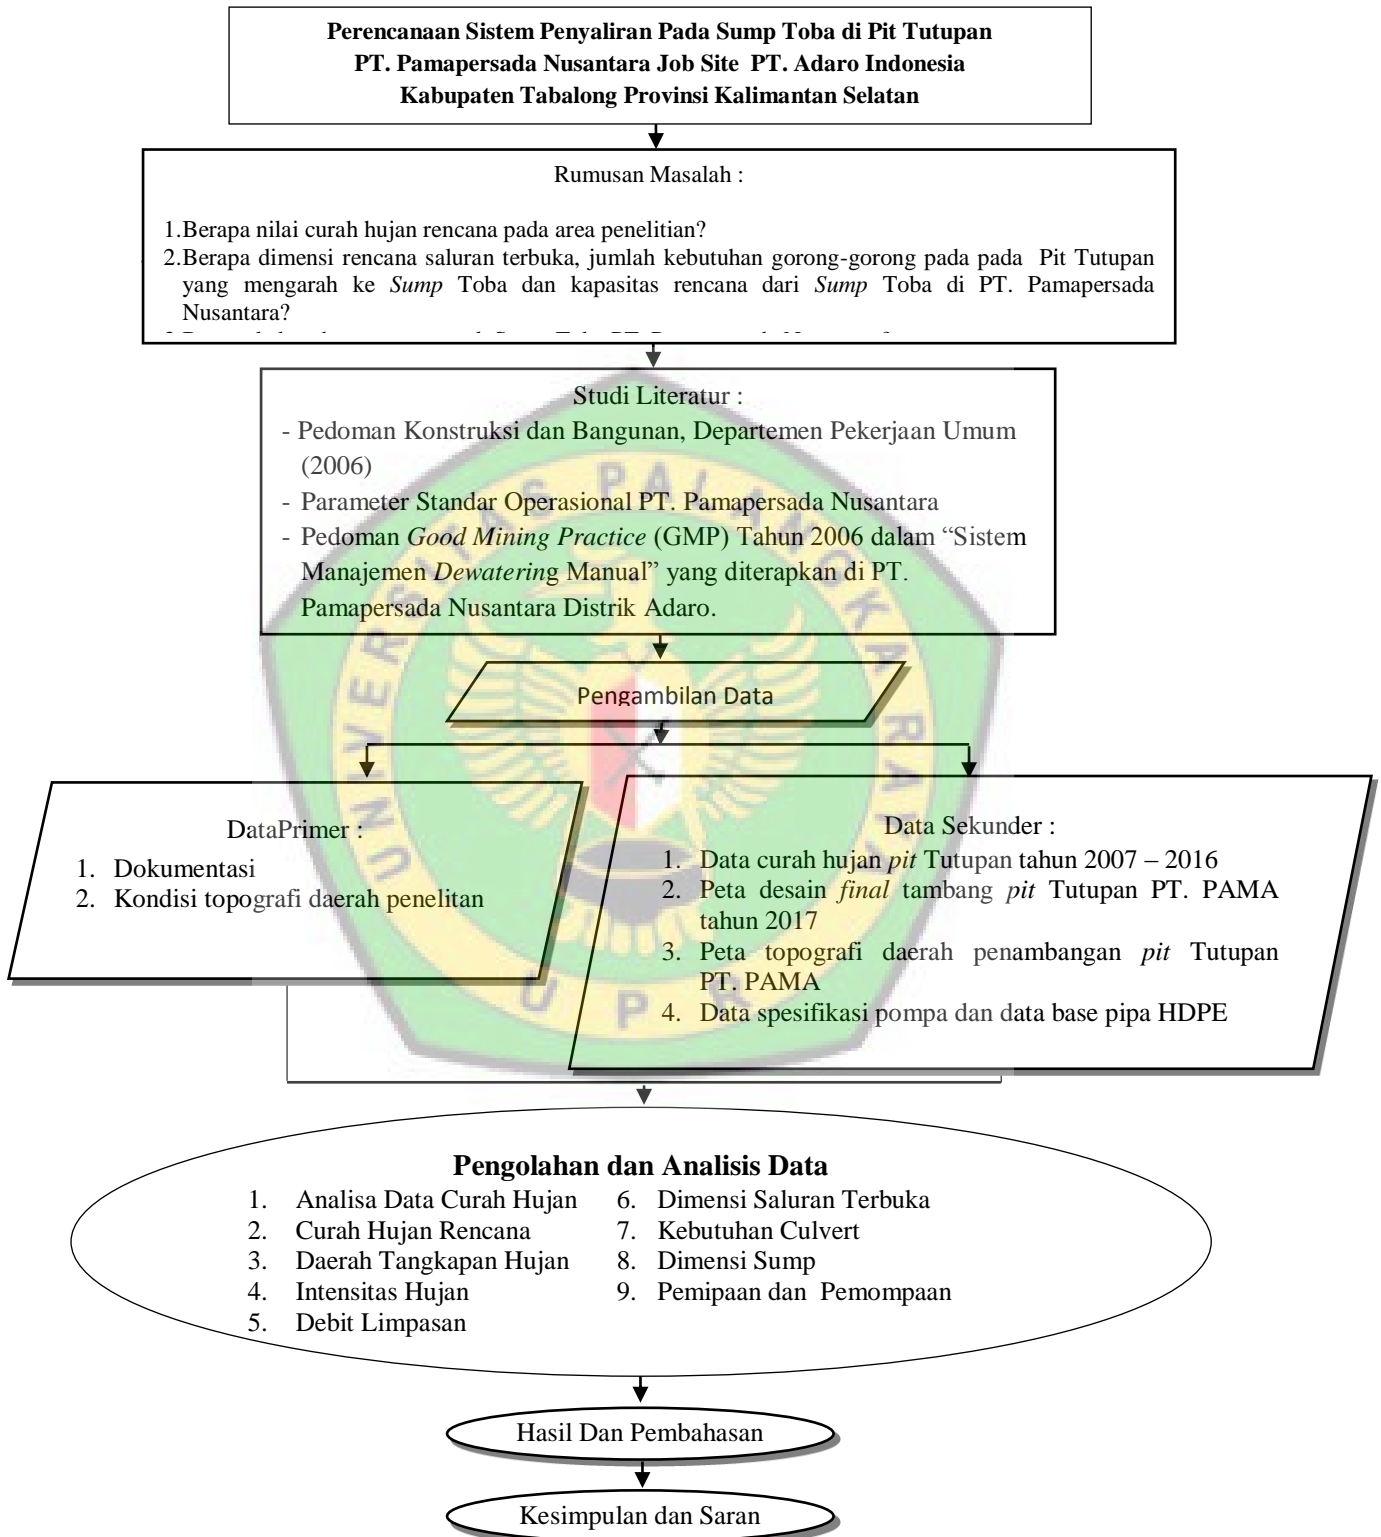 Perencanaan Sistem Penyaliran Pada Sump Toba di Pit Tutupan
PT. Pamapersada Nusantara Job Site PT. Adaro Indonesia
Kabupaten Tabalong Provinsi Kalimantan Selatan
Rumusan Masalah :
1.Berapa nilai curah hujan rencana pada area penelitian?
2.Berapa dimensi rencana saluran terbuka, jumlah kebutuhan gorong-gorong pada pada Pit Tutupan
yang mengarah ke Sump Toba dan kapasitas rencana dari Sump Toba di PT. Pamapersada
Nusantara?
Studi Literatur :
- Pedoman Konstruksi dan Bangunan, Departemen Pekerjaan Umum
(2006)
- Parameter Standar Operasional PT. Pamapersada Nusantara
- Pedoman Good Mining Practice (GMP) Tahun 2006 dalam “Sistem
Manajemen Dewatering Manual” yang diterapkan di PT.
Pamapersada Nusantara Distrik Adaro.
UNIVERSITAS PALANGKA RAYA
Pengambilan Data
DataPrimer :
1. Dokumentasi
2. Kondisi topografi daerah penelitan
Data Sekunder :
1. Data curah hujan pit Tutupan tahun 2007 – 2016
2. Peta desain final tambang pit Tutupan PT. PAMA
tahun 2017
3. Peta topografi daerah penambangan pit Tutupan
PT. PAMA
4. Data spesifikasi pompa dan data base pipa HDPE
U P R
Pengolahan dan Analisis Data
1. Analisa Data Curah Hujan
2. Curah Hujan Rencana
3. Daerah Tangkapan Hujan
4. Intensitas Hujan
5. Debit Limpasan
6. Dimensi Saluran Terbuka
7. Kebutuhan Culvert
8. Dimensi Sump
9. Pemipaan dan Pemompaan
Hasil Dan Pembahasan
Kesimpulan dan Saran